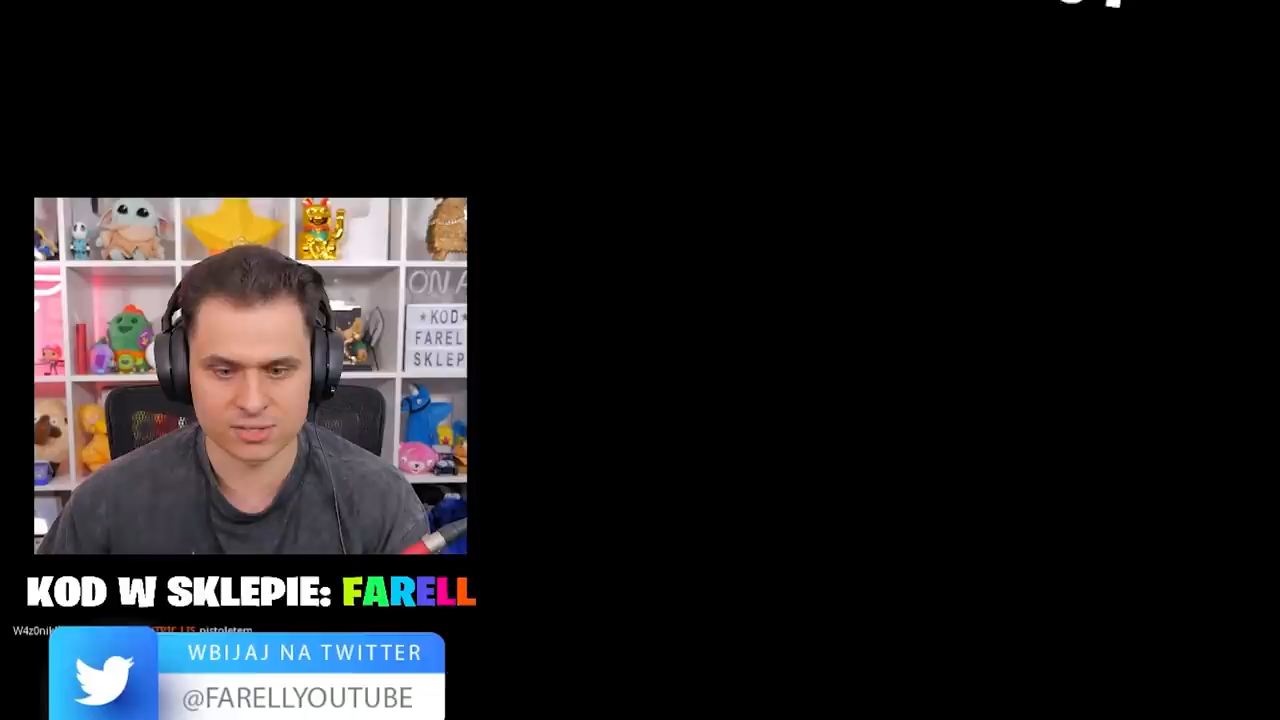 ON A
★KOD★
FAREL
SKLEP
KOD W SKLEPIE: FARELL
pistoletem
WBIJAJ NA TWITTER
@FARELLYOUTUBE